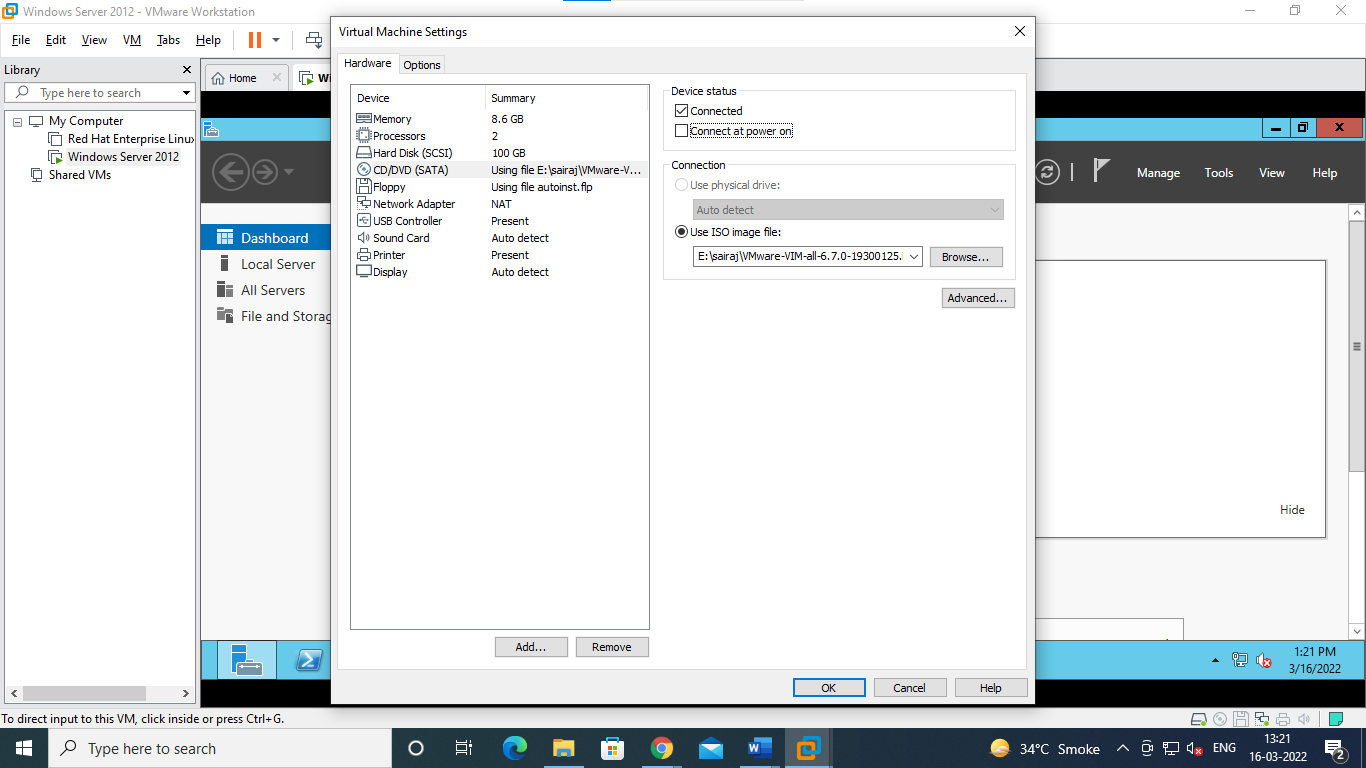 Windows Server 2012 - VMware Workstation
File Edit View VM Tabs Help
Library
Type here to search
My Computer
Red Hat Enterprise Linux
Windows Server 2012
Shared VMs
Home
Wi
Dashboard
Local Server
All Servers
File and Storag
Virtual Machine Settings
Hardware Options
Device Summary
Memory 8.6 GB
Processors 2
Hard Disk (SCSI) 100 GB
CD/DVD (SATA) Using file E:\sairaj\VMware-V...
Floppy Using file autoinst.flp
Network Adapter NAT
USB Controller Present
Sound Card Auto detect
Printer Present
Display Auto detect
Add... Remove
Device status
Connected
Connect at power on
Connection
Use physical drive:
Auto detect
Use ISO image file:
E:\sairaj\VMware-VIM-all-6.7.0-19300125.
Browse...
Advanced...
OK Cancel Help
Manage Tools View Help
Hide
1:21 PM
3/16/2022
To direct input to this VM, click inside or press Ctrl+G.
Type here to search
34°C Smoke
ENG
13:21
16-03-2022
2